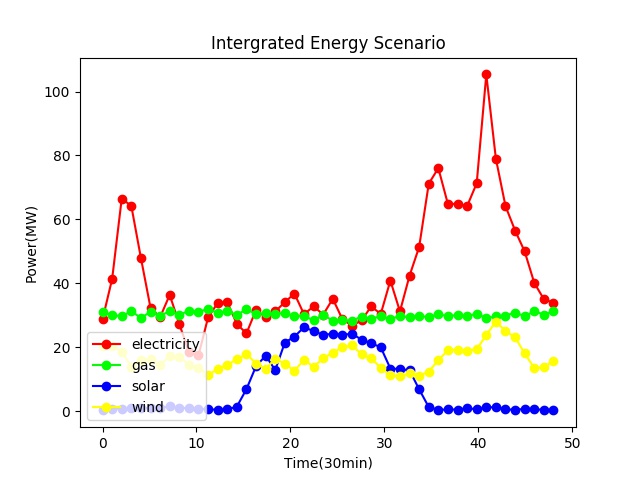 Intergrated Energy Scenario
Power(MW)
100
80
60
40
20
0
electricity
gas
solar
wind
0 10 20 30 40 50
Time(30min)